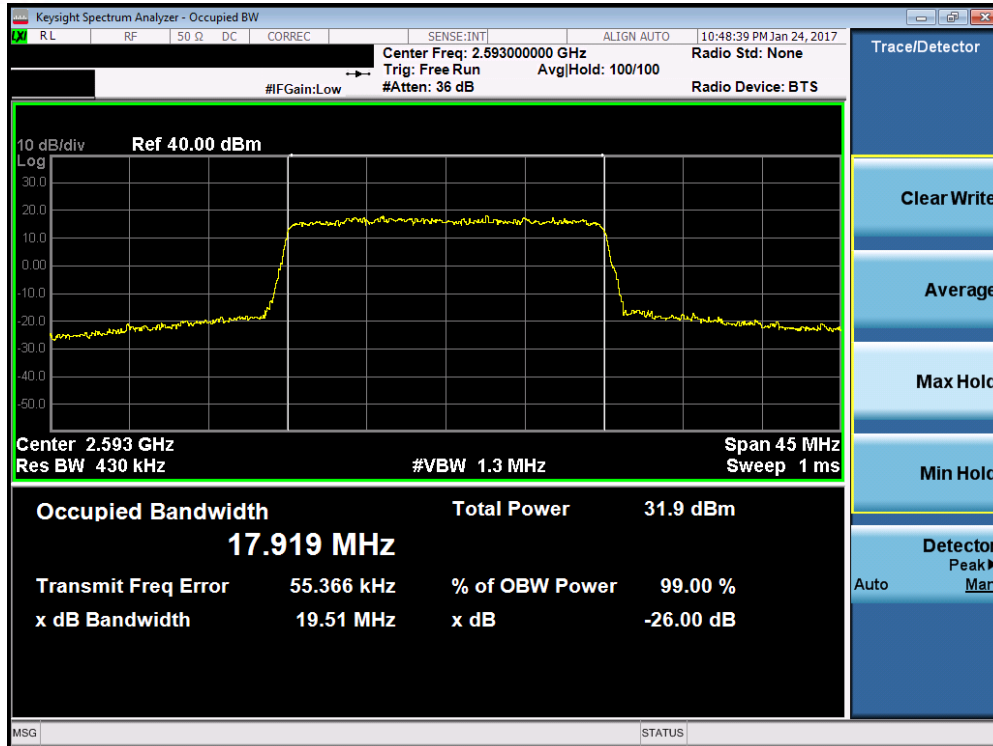 Keysight Spectrum Analyzer - Occupied BW
LXI RL RF 50 Ω DC CORREC SENSE:INT ALIGN AUTO 10:48:39 PM Jan 24, 2017
Center Freq: 2.593000000 GHz Radio Std: None
Trig: Free Run Avg|Hold: 100/100
#IFGain:Low #Atten: 36 dB Radio Device: BTS
10 dB/div Ref 40.00 dBm
Log
30.0
20.0
10.0
0.00
-10.0
-20.0
-30.0
-40.0
-50.0
Center 2.593 GHz Span 45 MHz
Res BW 430 kHz #VBW 1.3 MHz Sweep 1 ms
Occupied Bandwidth Total Power 31.9 dBm
17.919 MHz
Transmit Freq Error 55.366 kHz % of OBW Power 99.00 %
x dB Bandwidth 19.51 MHz x dB -26.00 dB
MSG STATUS
Trace/Detector
Clear Write
Average
Max Hold
Min Hold
Detector
Peak
Auto Man